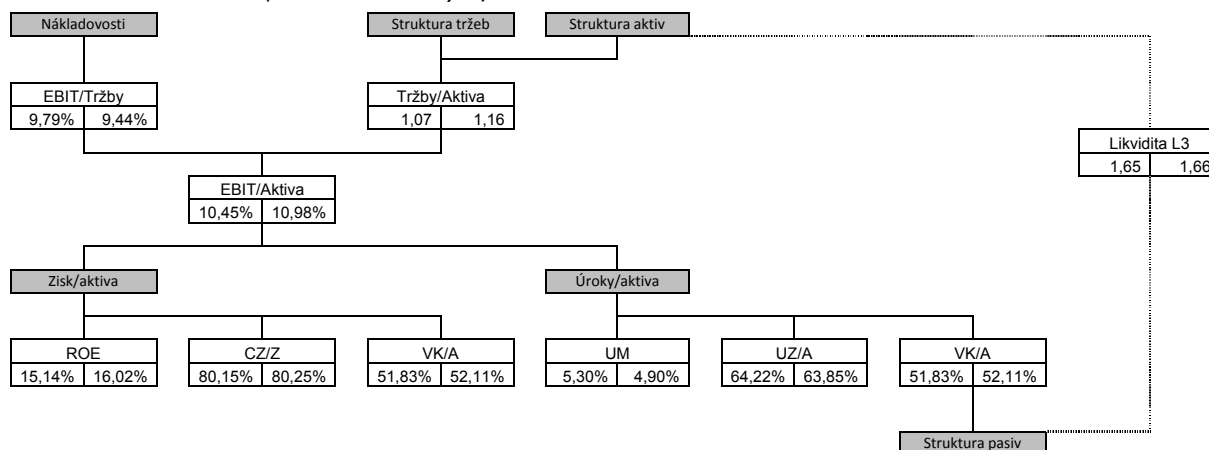 Nákladovosti
Struktura tržeb
Struktura aktiv
EBIT/Tržby
9,79% 9,44%
Tržby/Aktiva
1,07 1,16
Likvidita L3
1,65 1,66
EBIT/Aktiva
10,45% 10,98%
Zisk/aktiva
Úroky/aktiva
ROE
15,14% 16,02%
CZ/Z
80,15% 80,25%
VK/A
51,83% 52,11%
UM
5,30% 4,90%
UZ/A
64,22% 63,85%
VK/A
51,83% 52,11%
Struktura pasiv